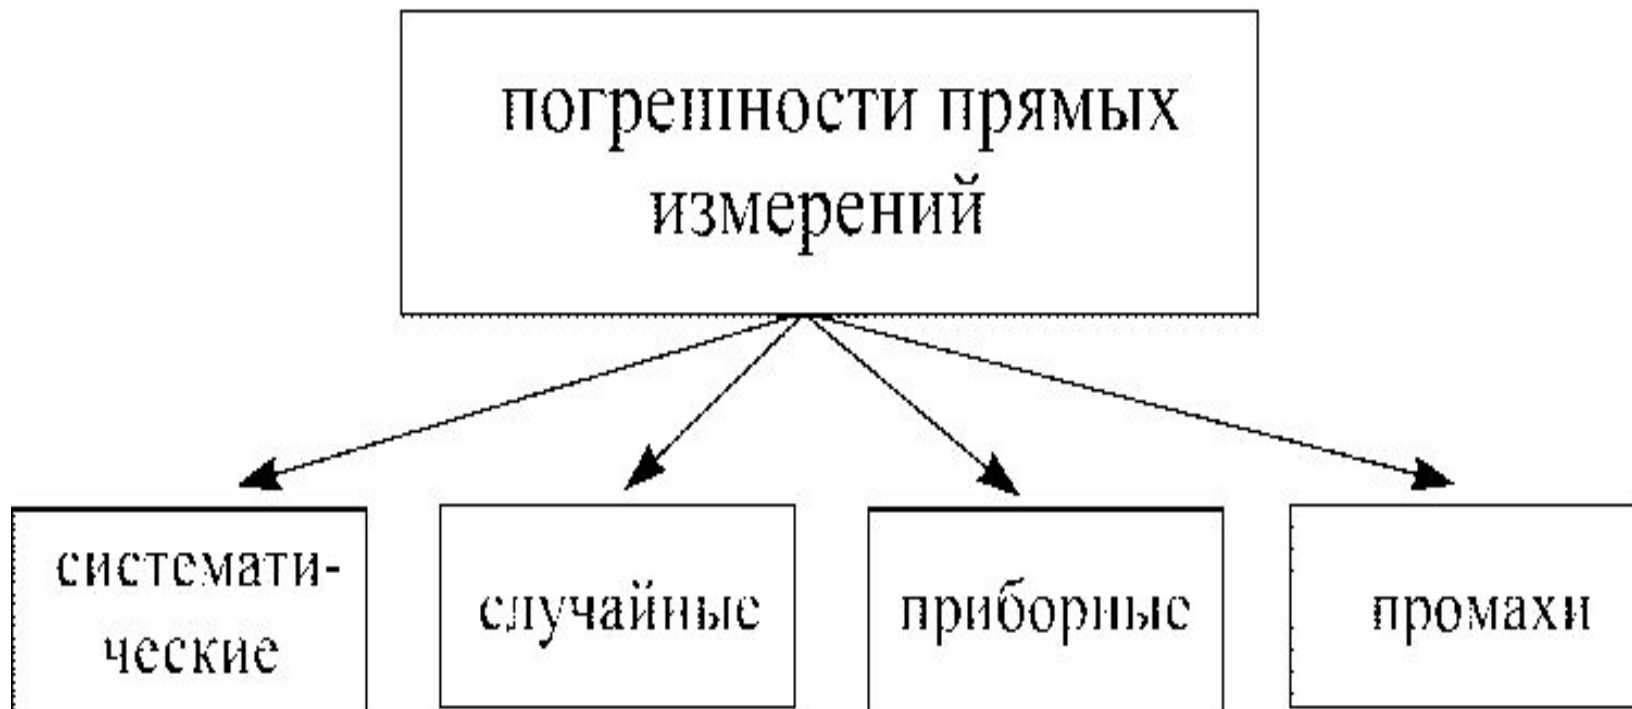 погрешности прямых
измерений
системати-
ческие
случайные
приборные
промахи